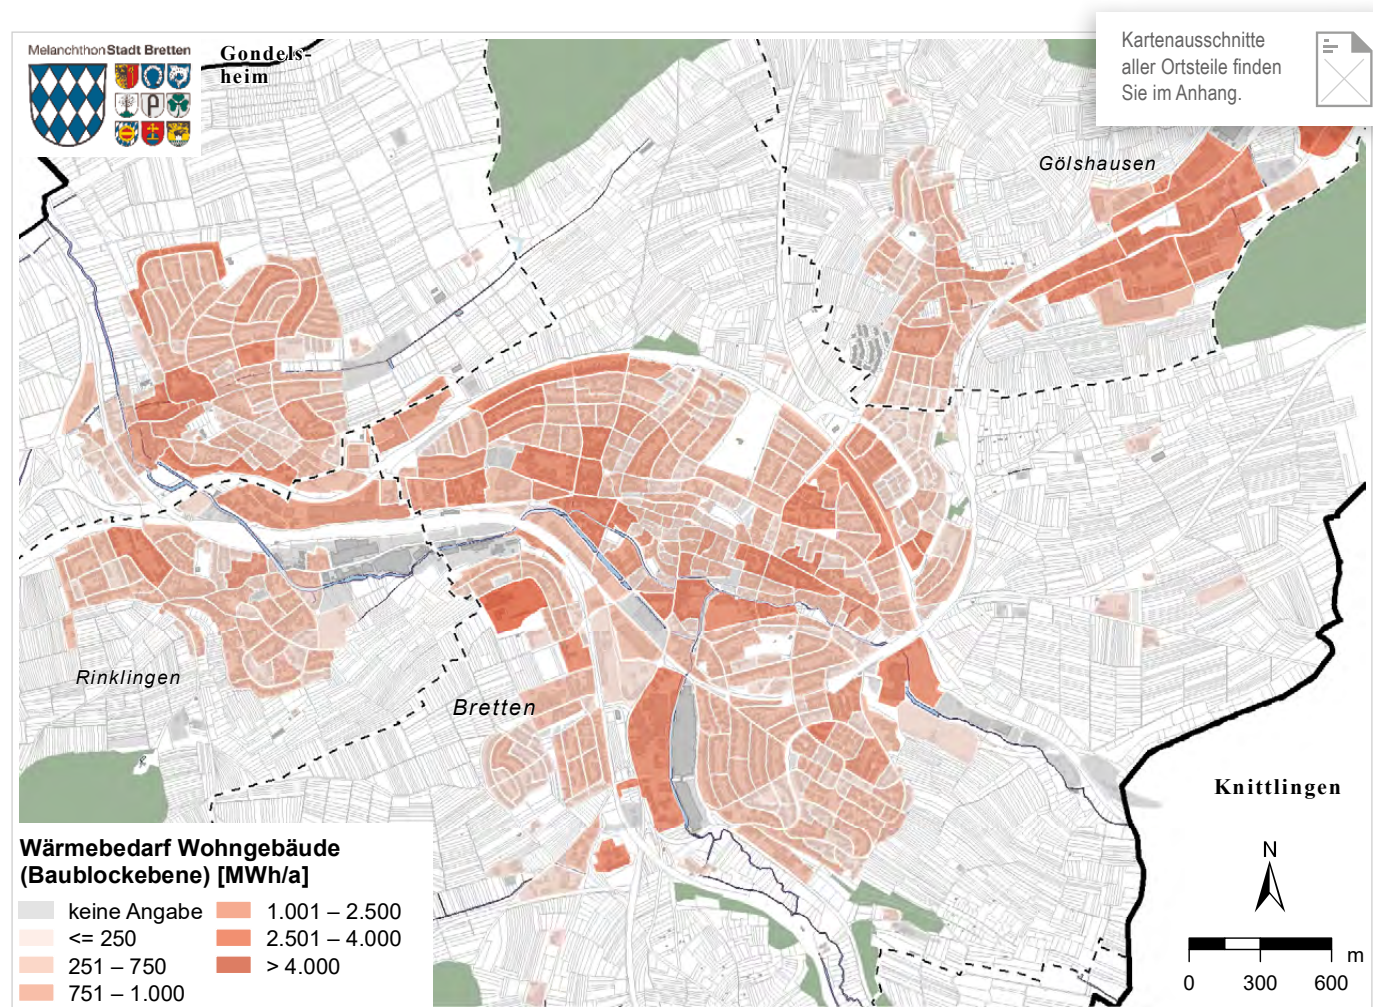 Melanchthon Stadt Bretten
Gondels-
heim
Kartenausschnitte
aller Ortsteile finden
Sie im Anhang.
Gölshausen
Rinklingen
Bretten
Knittlingen
Wärmebedarf Wohngebäude
(Baublockebene) [MWh/a]
keine Angabe
<= 250
251 – 750
751 – 1.000
1.001 – 2.500
2.501 – 4.000
> 4.000
N
m
0 300 600